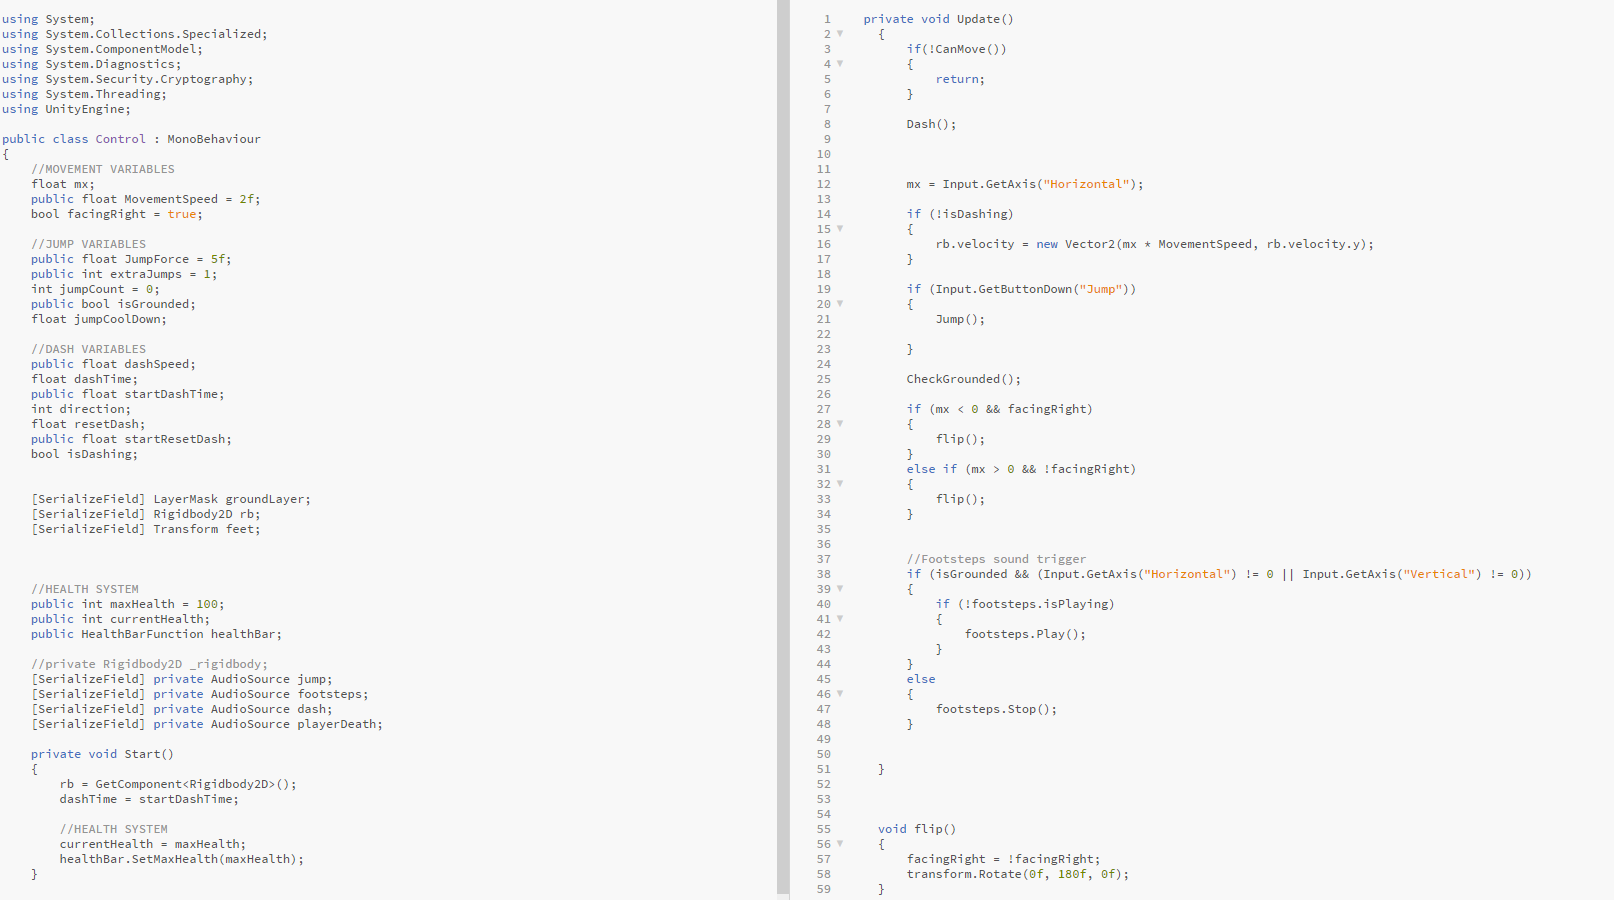 using System;
using System.Collections.Specialized;
using System.ComponentModel;
using System.Diagnostics;
using System.Security.Cryptography;
using System.Threading;
using UnityEngine;
public class Control : MonoBehaviour
{
//MOVEMENT VARIABLES
float mx;
public float MovementSpeed = 2f;
bool facingRight = true;
//JUMP VARIABLES
public float JumpForce = 5f;
public int extraJumps = 1;
int jumpCount = 0;
public bool isGrounded;
float jumpCoolDown;
//DASH VARIABLES
public float dashSpeed;
float dashTime;
public float startDashTime;
int direction;
float resetDash;
public float startResetDash;
bool isDashing;
[SerializeField] LayerMask groundLayer;
[SerializeField] Rigidbody2D rb;
[SerializeField] Transform feet;
//HEALTH SYSTEM
public int maxHealth = 100;
public int currentHealth;
public HealthBarFunction healthBar;
//private Rigidbody2D _rigidbody;
[SerializeField] private AudioSource jump;
[SerializeField] private AudioSource footsteps;
[SerializeField] private AudioSource dash;
[SerializeField] private AudioSource playerDeath;
private void Start()
{
rb = GetComponent<Rigidbody2D>();
dashTime = startDashTime;
//HEALTH SYSTEM
currentHealth = maxHealth;
healthBar.SetMaxHealth(maxHealth);
}
1 private void Update()
2 {
3 if(!CanMove())
4 {
5 return;
6 }
7
8 Dash();
9
10
11
12 mx = Input.GetAxis("Horizontal");
13
14 if (!isDashing)
15 {
16 rb.velocity = new Vector2(mx * MovementSpeed, rb.velocity.y);
17 }
18
19 if (Input.GetButtonDown("Jump"))
20 {
21 Jump();
22
23 }
24
25 CheckGrounded();
26
27 if (mx < 0 && facingRight)
28 {
29 flip();
30 }
31 else if (mx > 0 && !facingRight)
32 {
33 flip();
34 }
35
36
37 //Footsteps sound trigger
38 if (isGrounded && (Input.GetAxis("Horizontal") != 0 || Input.GetAxis("Vertical") != 0))
39 {
40 if (!footsteps.isPlaying)
41 {
42 footsteps.Play();
43 }
44 }
45 else
46 {
47 footsteps.Stop();
48 }
49
50
51 }
52
53
54
55 void flip()
56 {
57 facingRight = !facingRight;
58 transform.Rotate(0f, 180f, 0f);
59 }